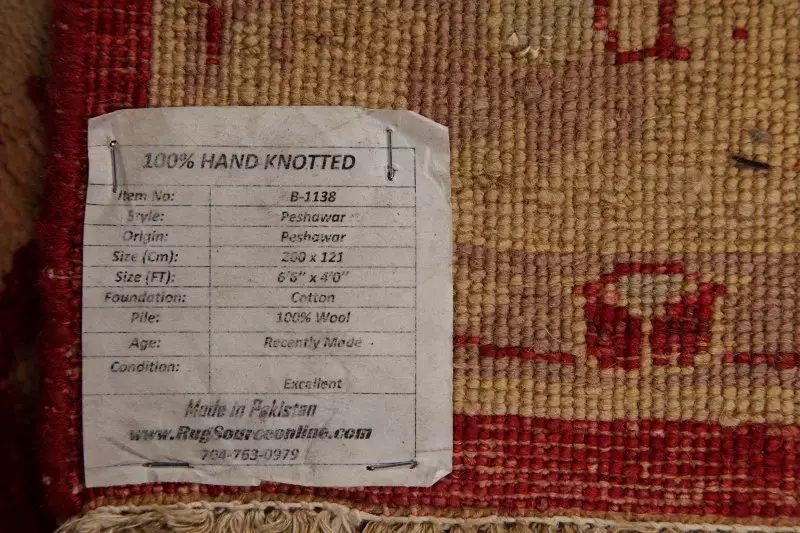 100% HAND KNOTTED
Item No: B-1138
Style: Peshawar
Origin: Peshawar
Size (Cm): 200 x 121
Size (FT): 6'6" x 4'0"
Foundation: Cotton
Pile: 100% Wool
Age: Recently Made
Condition: Excellent
Made in Pakistan
www.RugSourceonline.com
704-763-0979